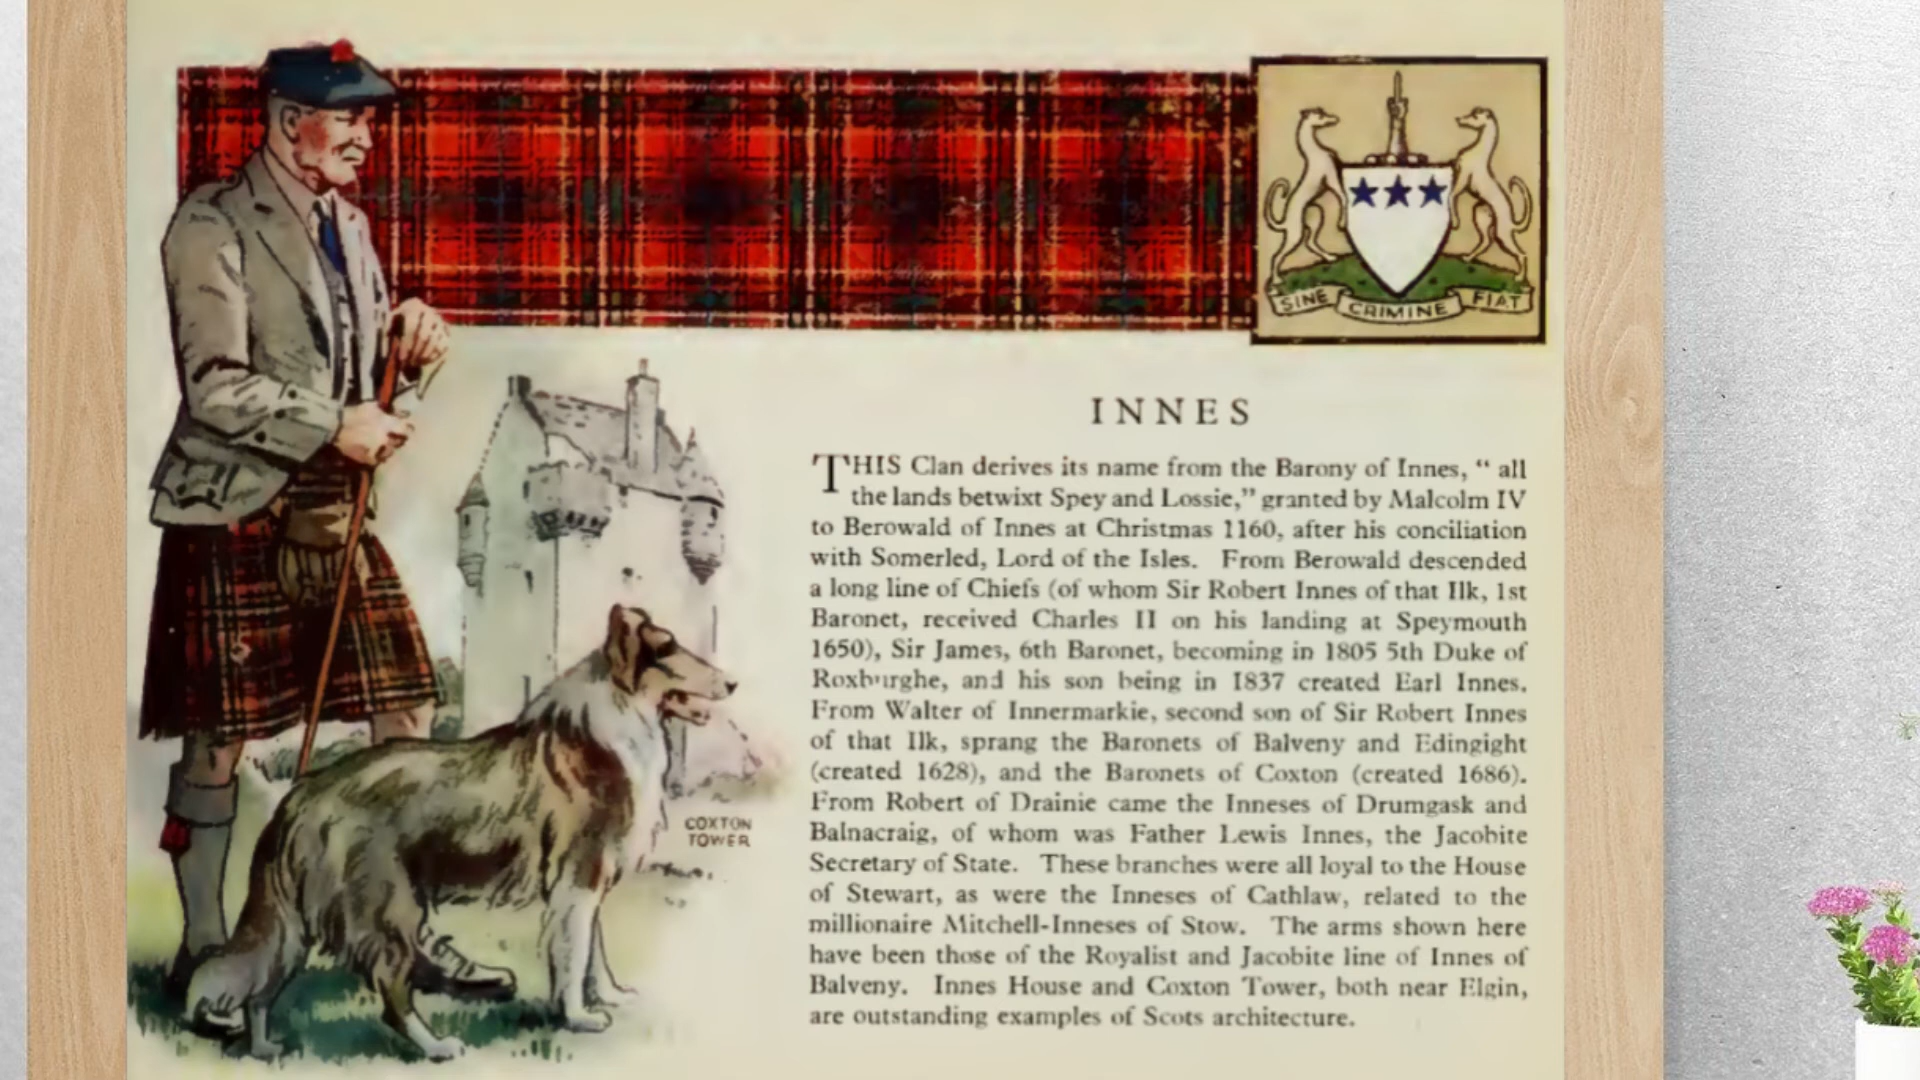 SINE CRIMINE FIAT
INNES
THIS Clan derives its name from the Barony of Innes, “ all
the lands betwixt Spey and Lossie,” granted by Malcolm IV
to Berowald of Innes at Christmas 1160, after his conciliation
with Somerled, Lord of the Isles. From Berowald descended
a long line of Chiefs (of whom Sir Robert Innes of that Ilk, 1st
Baronet, received Charles II on his landing at Speymouth
1650), Sir James, 6th Baronet, becoming in 1805 5th Duke of
Roxburghe, and his son being in 1837 created Earl Innes.
From Walter of Innermarkie, second son of Sir Robert Innes
of that Ilk, sprang the Baronets of Balveny and Edingight
(created 1628), and the Baronets of Coxton (created 1686).
From Robert of Drainie came the Inneses of Drumgask and
Balnacraig, of whom was Father Lewis Innes, the Jacobite
Secretary of State. These branches were all loyal to the House
of Stewart, as were the Inneses of Cathlaw, related to the
millionaire Mitchell-Inneses of Stow. The arms shown here
have been those of the Royalist and Jacobite line of Innes of
Balveny. Innes House and Coxton Tower, both near Elgin,
are outstanding examples of Scots architecture.
COXTON
TOWER